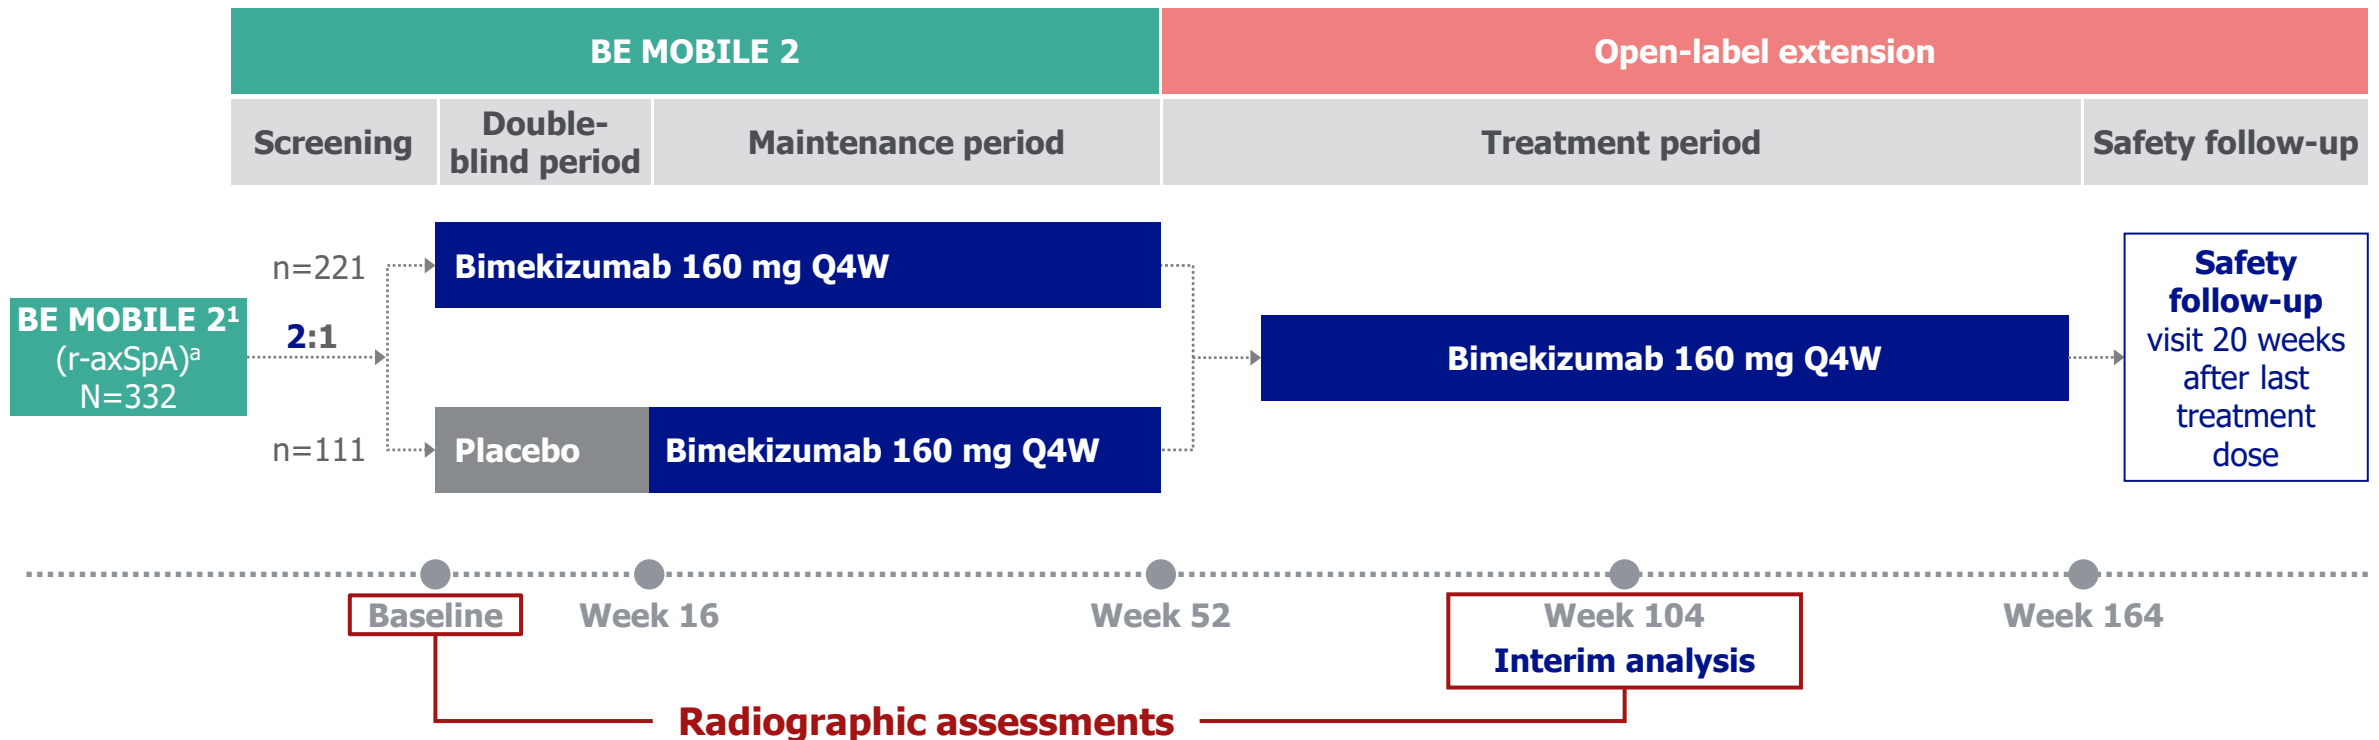 BE MOBILE 2
Open-label extension
Screening
Double-
blind period
Maintenance period
Treatment period
Safety follow-up
BE MOBILE 2¹
(r-axSpA)ᵃ
N=332
n=221
2:1
n=111
Bimekizumab 160 mg Q4W
Placebo
Bimekizumab 160 mg Q4W
Bimekizumab 160 mg Q4W
Safety
follow-up
visit 20 weeks
after last
treatment
dose
Baseline
Week 16
Week 52
Week 104
Interim analysis
Week 164
Radiographic assessments